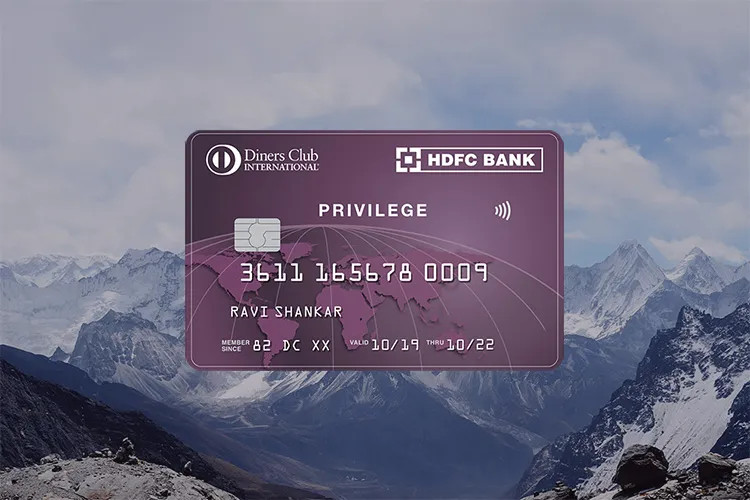 Diners Club
INTERNATIONAL®
HDFC BANK
PRIVILEGE
3611 165678 0009
RAVI SHANKAR
MEMBER SINCE 82 DC XX VALID 10/19 THRU 10/22